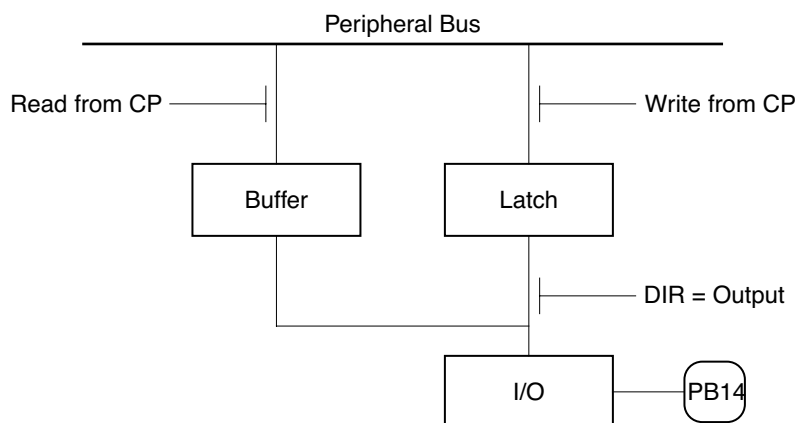 Peripheral Bus
Read from CP
Write from CP
Buffer
Latch
DIR = Output
I/O
PB14